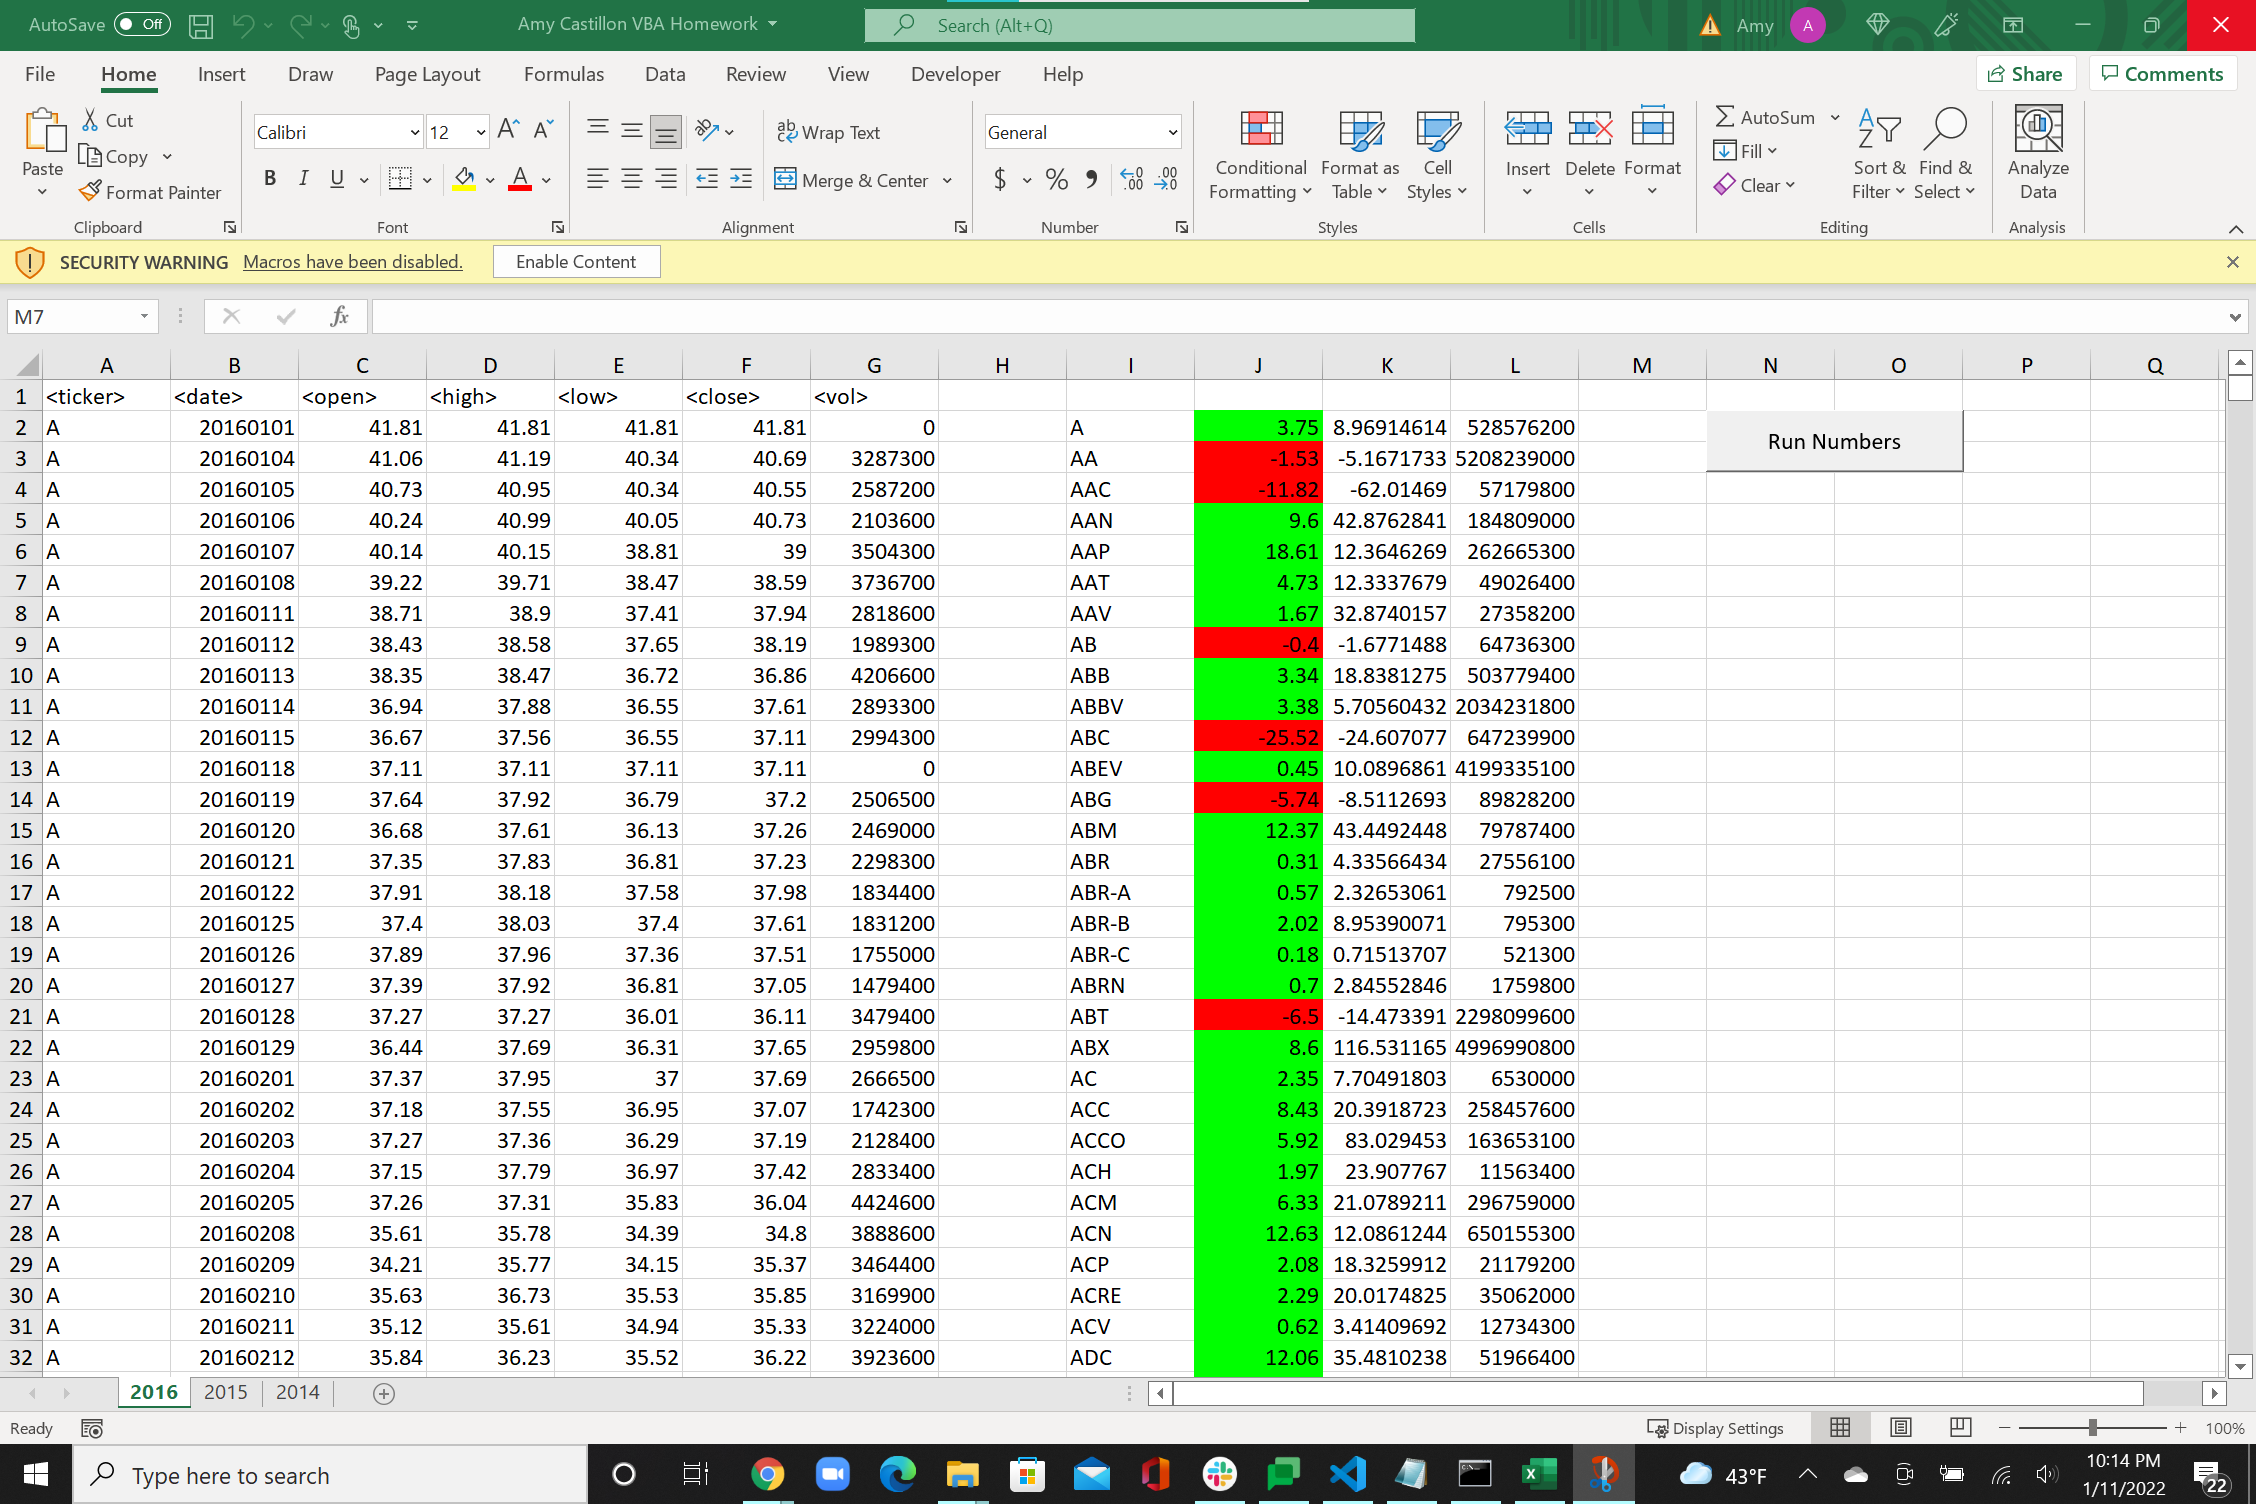 AutoSave Off Amy Castillon VBA Homework Search (Alt+Q) Amy A
File Home Insert Draw Page Layout Formulas Data Review View Developer Help Share Comments
Paste Cut Copy Format Painter Clipboard
Calibri 12 B I U A Font
Wrap Text Merge & Center Alignment
General $ % Number
Conditional Formatting Format as Table Cell Styles Styles
Insert Delete Format Cells
AutoSum Fill Clear Sort & Filter Find & Select Editing
Analyze Data Analysis
SECURITY WARNING Macros have been disabled. Enable Content
M7 fx
A B C D E F G H I J K L M N O P Q
1 <ticker> <date> <open> <high> <low> <close> <vol>
2 A 20160101 41.81 41.81 41.81 41.81 0 A 3.75 8.96914614 528576200 Run Numbers
3 A 20160104 41.06 41.19 40.34 40.69 3287300 AA -1.53 -5.1671733 5208239000
4 A 20160105 40.73 40.95 40.34 40.55 2587200 AAC -11.82 -62.01469 57179800
5 A 20160106 40.24 40.99 40.05 40.73 2103600 AAN 9.6 42.8762841 184809000
6 A 20160107 40.14 40.15 38.81 39 3504300 AAP 18.61 12.3646269 262665300
7 A 20160108 39.22 39.71 38.47 38.59 3736700 AAT 4.73 12.3337679 49026400
8 A 20160111 38.71 38.9 37.41 37.94 2818600 AAV 1.67 32.8740157 27358200
9 A 20160112 38.43 38.58 37.65 38.19 1989300 AB -0.4 -1.6771488 64736300
10 A 20160113 38.35 38.47 36.72 36.86 4206600 ABB 3.34 18.8381275 503779400
11 A 20160114 36.94 37.88 36.55 37.61 2893300 ABBV 3.38 5.70560432 2034231800
12 A 20160115 36.67 37.56 36.55 37.11 2994300 ABC -25.52 -24.607077 647239900
13 A 20160118 37.11 37.11 37.11 37.11 0 ABEV 0.45 10.0896861 4199335100
14 A 20160119 37.64 37.92 36.79 37.2 2506500 ABG -5.74 -8.5112693 89828200
15 A 20160120 36.68 37.61 36.13 37.26 2469000 ABM 12.37 43.4492448 79787400
16 A 20160121 37.35 37.83 36.81 37.23 2298300 ABR 0.31 4.33566434 27556100
17 A 20160122 37.91 38.18 37.58 37.98 1834400 ABR-A 0.57 2.32653061 792500
18 A 20160125 37.4 38.03 37.4 37.61 1831200 ABR-B 2.02 8.95390071 795300
19 A 20160126 37.89 37.96 37.36 37.51 1755000 ABR-C 0.18 0.71513707 521300
20 A 20160127 37.39 37.92 36.81 37.05 1479400 ABRN 0.7 2.84552846 1759800
21 A 20160128 37.27 37.27 36.01 36.11 3479400 ABT -6.5 -14.473391 2298099600
22 A 20160129 36.44 37.69 36.31 37.65 2959800 ABX 8.6 116.531165 4996990800
23 A 20160201 37.37 37.95 37 37.69 2666500 AC 2.35 7.70491803 6530000
24 A 20160202 37.18 37.55 36.95 37.07 1742300 ACC 8.43 20.3918723 258457600
25 A 20160203 37.27 37.36 36.29 37.19 2128400 ACCO 5.92 83.029453 163653100
26 A 20160204 37.15 37.79 36.97 37.42 2833400 ACH 1.97 23.907767 11563400
27 A 20160205 37.26 37.31 35.83 36.04 4424600 ACM 6.33 21.0789211 296759000
28 A 20160208 35.61 35.78 34.39 34.8 3888600 ACN 12.63 12.0861244 650155300
29 A 20160209 34.21 35.77 34.15 35.37 3464400 ACP 2.08 18.3259912 21179200
30 A 20160210 35.63 36.73 35.53 35.85 3169900 ACRE 2.29 20.0174825 35062000
31 A 20160211 35.12 35.61 34.94 35.33 3224000 ACV 0.62 3.41409692 12734300
32 A 20160212 35.84 36.23 35.52 36.22 3923600 ADC 12.06 35.4810238 51966400
2016 2015 2014
Ready Display Settings 100%
Type here to search 43°F 10:14 PM
1/11/2022 22